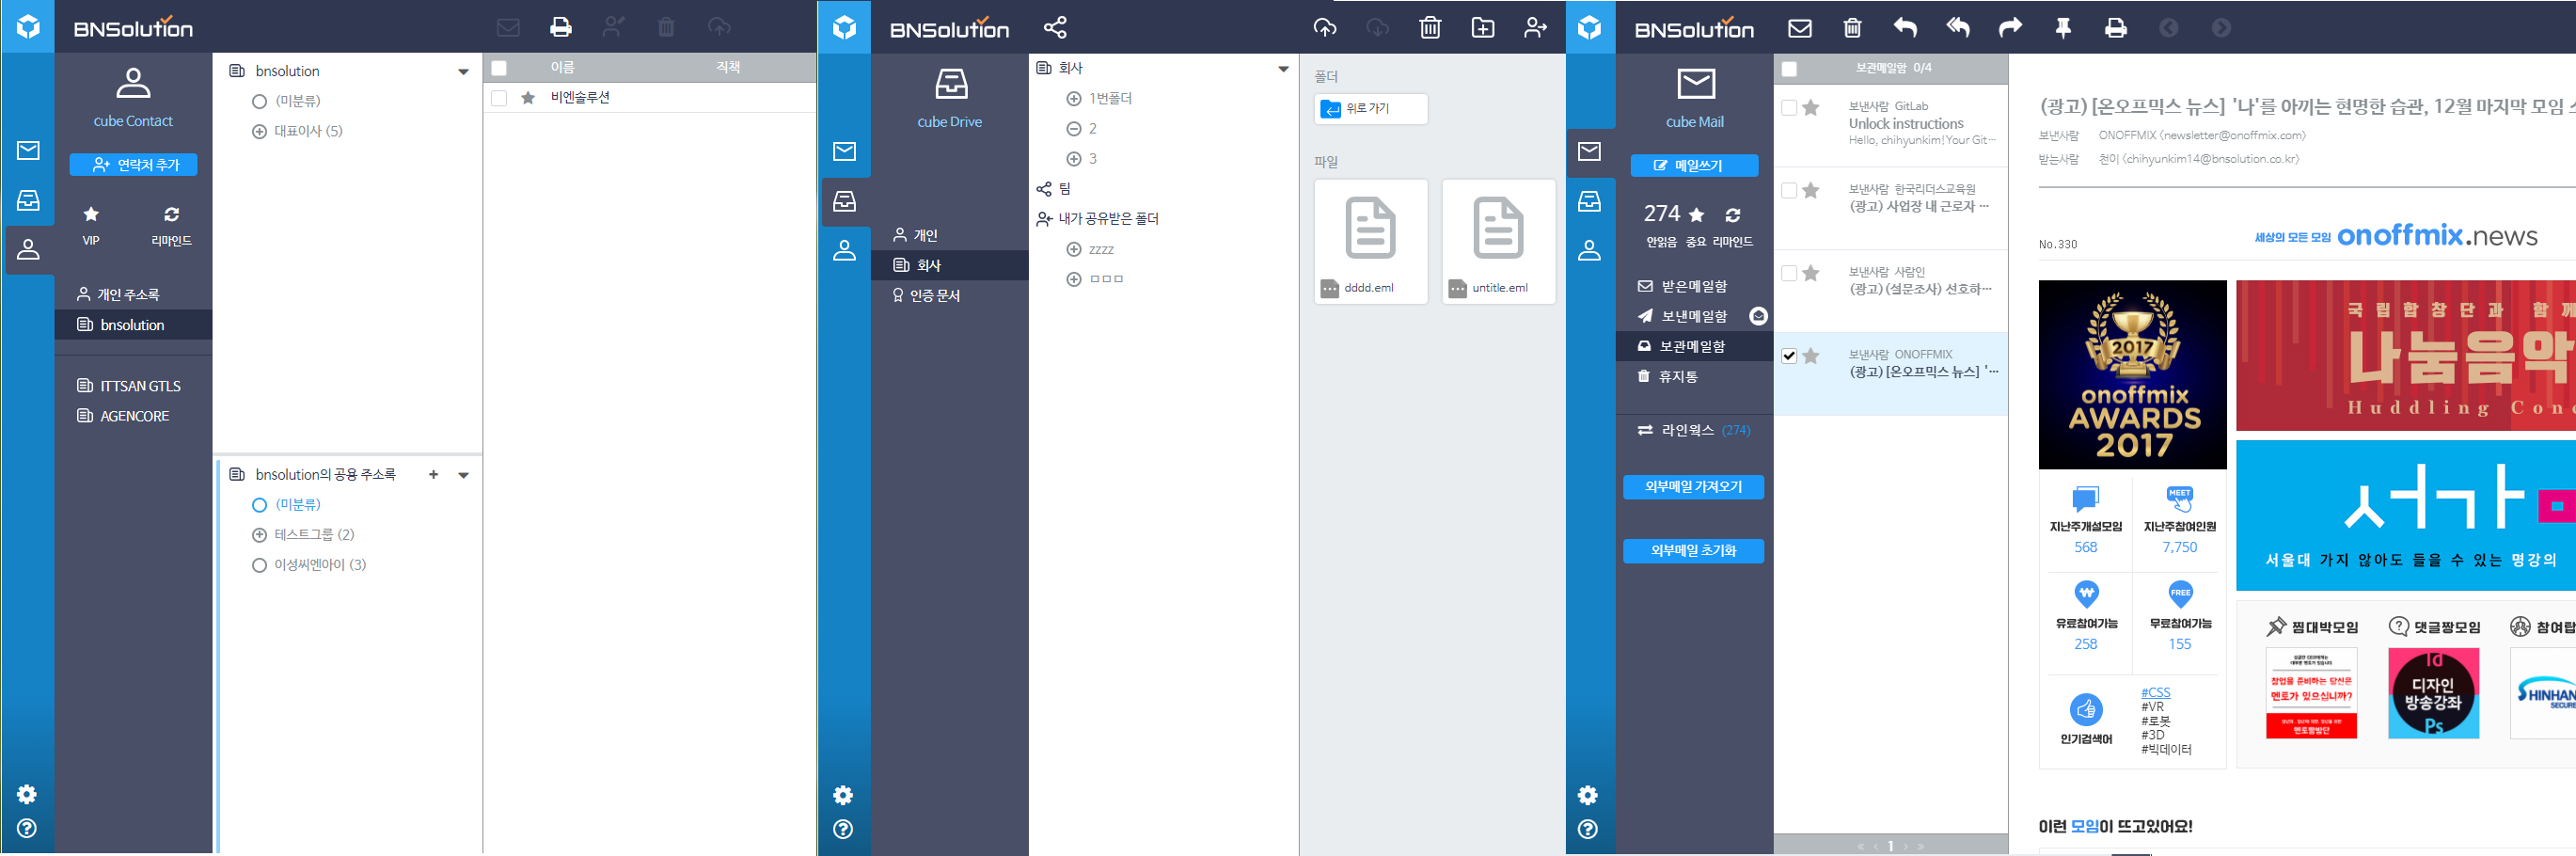 BNSolution
cube Contact
연락처 추가
VIP
리마인드
개인 주소록
bnsolution
ITTSAN GTLS
AGENCORE
bnsolution
(미분류)
대표이사 (5)
bnsolution의 공용 주소록
(미분류)
테스트그룹 (2)
이성씨엔아이 (3)
이름 직책
비엔솔루션
BNSolution
cube Drive
개인
회사
인증 문서
회사
1번폴더
2
3
팀
내가 공유받은 폴더
zzzz
ㅁㅁㅁ
폴더
위로 가기
파일
dddd.eml
untitle.eml
BNSolution
cube Mail
메일쓰기
274
안읽음 중요 리마인드
받은메일함
보낸메일함
보관메일함
휴지통
라인웍스 (274)
외부메일 가져오기
외부메일 초기화
보관메일함 0/4
보낸사람 GitLab
Unlock instructions
Hello, chihyunkim! Your Git···
보낸사람 한국리더스교육원
(광고) 사업장 내 근로자 ···
보낸사람 사람인
(광고) (설문조사) 선호하···
보낸사람 ONOFFMIX
(광고) [온오프믹스 뉴스] '···
« ‹ 1 › »
(광고) [온오프믹스 뉴스] '나'를 아끼는 현명한 습관, 12월 마지막 모임
보낸사람 ONOFFMIX <newsletter@onoffmix.com>
받는사람 천이 <chihyunkim14@bnsolution.co.kr>
No.330
세상의 모든 모임 onoffmix.news
2017
onoffmix
AWARDS
2017
국립합창단과 함께
나눔음악
Huddling Conc
서가
서울대 가지 않아도 들을 수 있는 명강의
MEET
지난주개설모임 지난주참여인원
568 7,750
FREE
유료참여가능 무료참여가능
258 155
인기검색어
#CSS
#VR
#로봇
#3D
#빅데이터
찜대박모임 댓글짱모임 참여탑
창업을 준비하는 당신은
멘토가 있으십니까?
Id
디자인
방송강좌
Ps
SHINHAN
SECURE
이런 모임이 뜨고있어요!